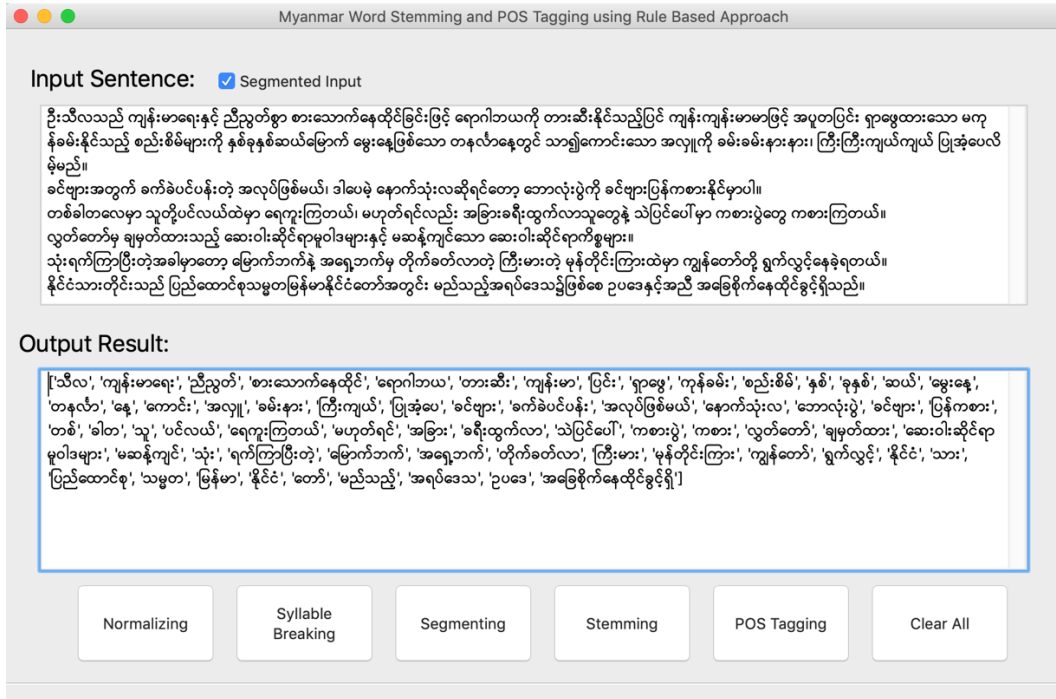 Myanmar Word Stemming and POS Tagging using Rule Based Approach
Input Sentence:
Segmented Input
ဦးသီလသည် ကျန်းမာရေးနှင့် ညီညွတ်စွာ စားသောက်နေထိုင်ခြင်းဖြင့် ရောဂါဘယကို တားဆီးနိုင်သည့်ပြင် ကျန်းကျန်းမာမာဖြင့် အပူတပြင်း ရှာဖွေထားသော မကု
န်ခမ်းနိုင်သည့် စည်းစိမ်များကို နှစ်ခုနှစ်ဆယ်မြောက် မွေးနေ့ဖြစ်သော တနင်္လာနေ့တွင် သာ၍ကောင်းသော အလှူကို ခမ်းခမ်းနားနား၊ ကြီးကြီးကျယ်ကျယ် ပြုအံ့ပေလိ
မ့်မည်။
ခင်ဗျားအတွက် ခက်ခဲပင်ပန်းတဲ့ အလုပ်ဖြစ်မယ်၊ ဒါပေမဲ့ နောက်သုံးလဆိုရင်တော့ ဘောလုံးပွဲကို ခင်ဗျားပြန်ကစားနိုင်မှာပါ။
တစ်ခါတလေမှာ သူတို့ပင်လယ်ထဲမှာ ရေကူးကြတယ်၊ မဟုတ်ရင်လည်း အခြားခရီးထွက်လာသူတွေနဲ့ သဲပြင်ပေါ်မှာ ကစားပွဲတွေ ကစားကြတယ်။
လွှတ်တော်မှ ချမှတ်ထားသည့် ဆေးဝါးဆိုင်ရာမူဝါဒများနှင့် မဆန့်ကျင်သော ဆေးဝါးဆိုင်ရာကိစ္စများ။
သုံးရက်ကြာပြီးတဲ့အခါမှာတော့ မြောက်ဘက်နဲ့ အရှေ့ဘက်မှ တိုက်ခတ်လာတဲ့ ကြီးမားတဲ့ မုန်တိုင်းကြားထဲမှာ ကျွန်တော်တို့ ရွက်လွှင့်နေခဲ့ရတယ်။
နိုင်ငံသားတိုင်းသည် ပြည်ထောင်စုသမ္မတမြန်မာနိုင်ငံတော်အတွင်း မည်သည့်အရပ်ဒေသ၌ဖြစ်စေ ဥပဒေနှင့်အညီ အခြေစိုက်နေထိုင်ခွင့်ရှိသည်။
Output Result:
['သီလ', 'ကျန်းမာရေး', 'ညီညွတ်', 'စားသောက်နေထိုင်', 'ရောဂါဘယ', 'တားဆီး', 'ကျန်းမာ', 'ပြင်း', 'ရှာဖွေ', 'ကုန်ခမ်း', 'စည်းစိမ်', 'နှစ်', 'ခုနှစ်', 'ဆယ်', 'မွေးနေ့',
'တနင်္လာ', 'နေ့', 'ကောင်း', 'အလှူ', 'ခမ်းနား', 'ကြီးကျယ်', 'ပြုအံ့ပေ', 'ခင်ဗျား', 'ခက်ခဲပင်ပန်း', 'အလုပ်ဖြစ်မယ်', 'နောက်သုံးလ', 'ဘောလုံးပွဲ', 'ခင်ဗျား', 'ပြန်ကစား',
'တစ်', 'ခါတ', 'သူ', 'ပင်လယ်', 'ရေကူးကြတယ်', 'မဟုတ်ရင်', 'အခြား', 'ခရီးထွက်လာ', 'သဲပြင်ပေါ်', 'ကစားပွဲ', 'ကစား', 'လွှတ်တော်', 'ချမှတ်ထား', 'ဆေးဝါးဆိုင်ရာ
မူဝါဒများ', 'မဆန့်ကျင်', 'သုံး', 'ရက်ကြာပြီးတဲ့', 'မြောက်ဘက်', 'အရှေ့ဘက်', 'တိုက်ခတ်လာ', 'ကြီးမား', 'မုန်တိုင်းကြား', 'ကျွန်တော်', 'ရွက်လွှင့်', 'နိုင်ငံ', 'သား',
'ပြည်ထောင်စု', 'သမ္မတ', 'မြန်မာ', 'နိုင်ငံ', 'တော်', 'မည်သည့်', 'အရပ်ဒေသ', 'ဥပဒေ', 'အခြေစိုက်နေထိုင်ခွင့်ရှိ']
Normalizing
Syllable
Breaking
Segmenting
Stemming
POS Tagging
Clear All